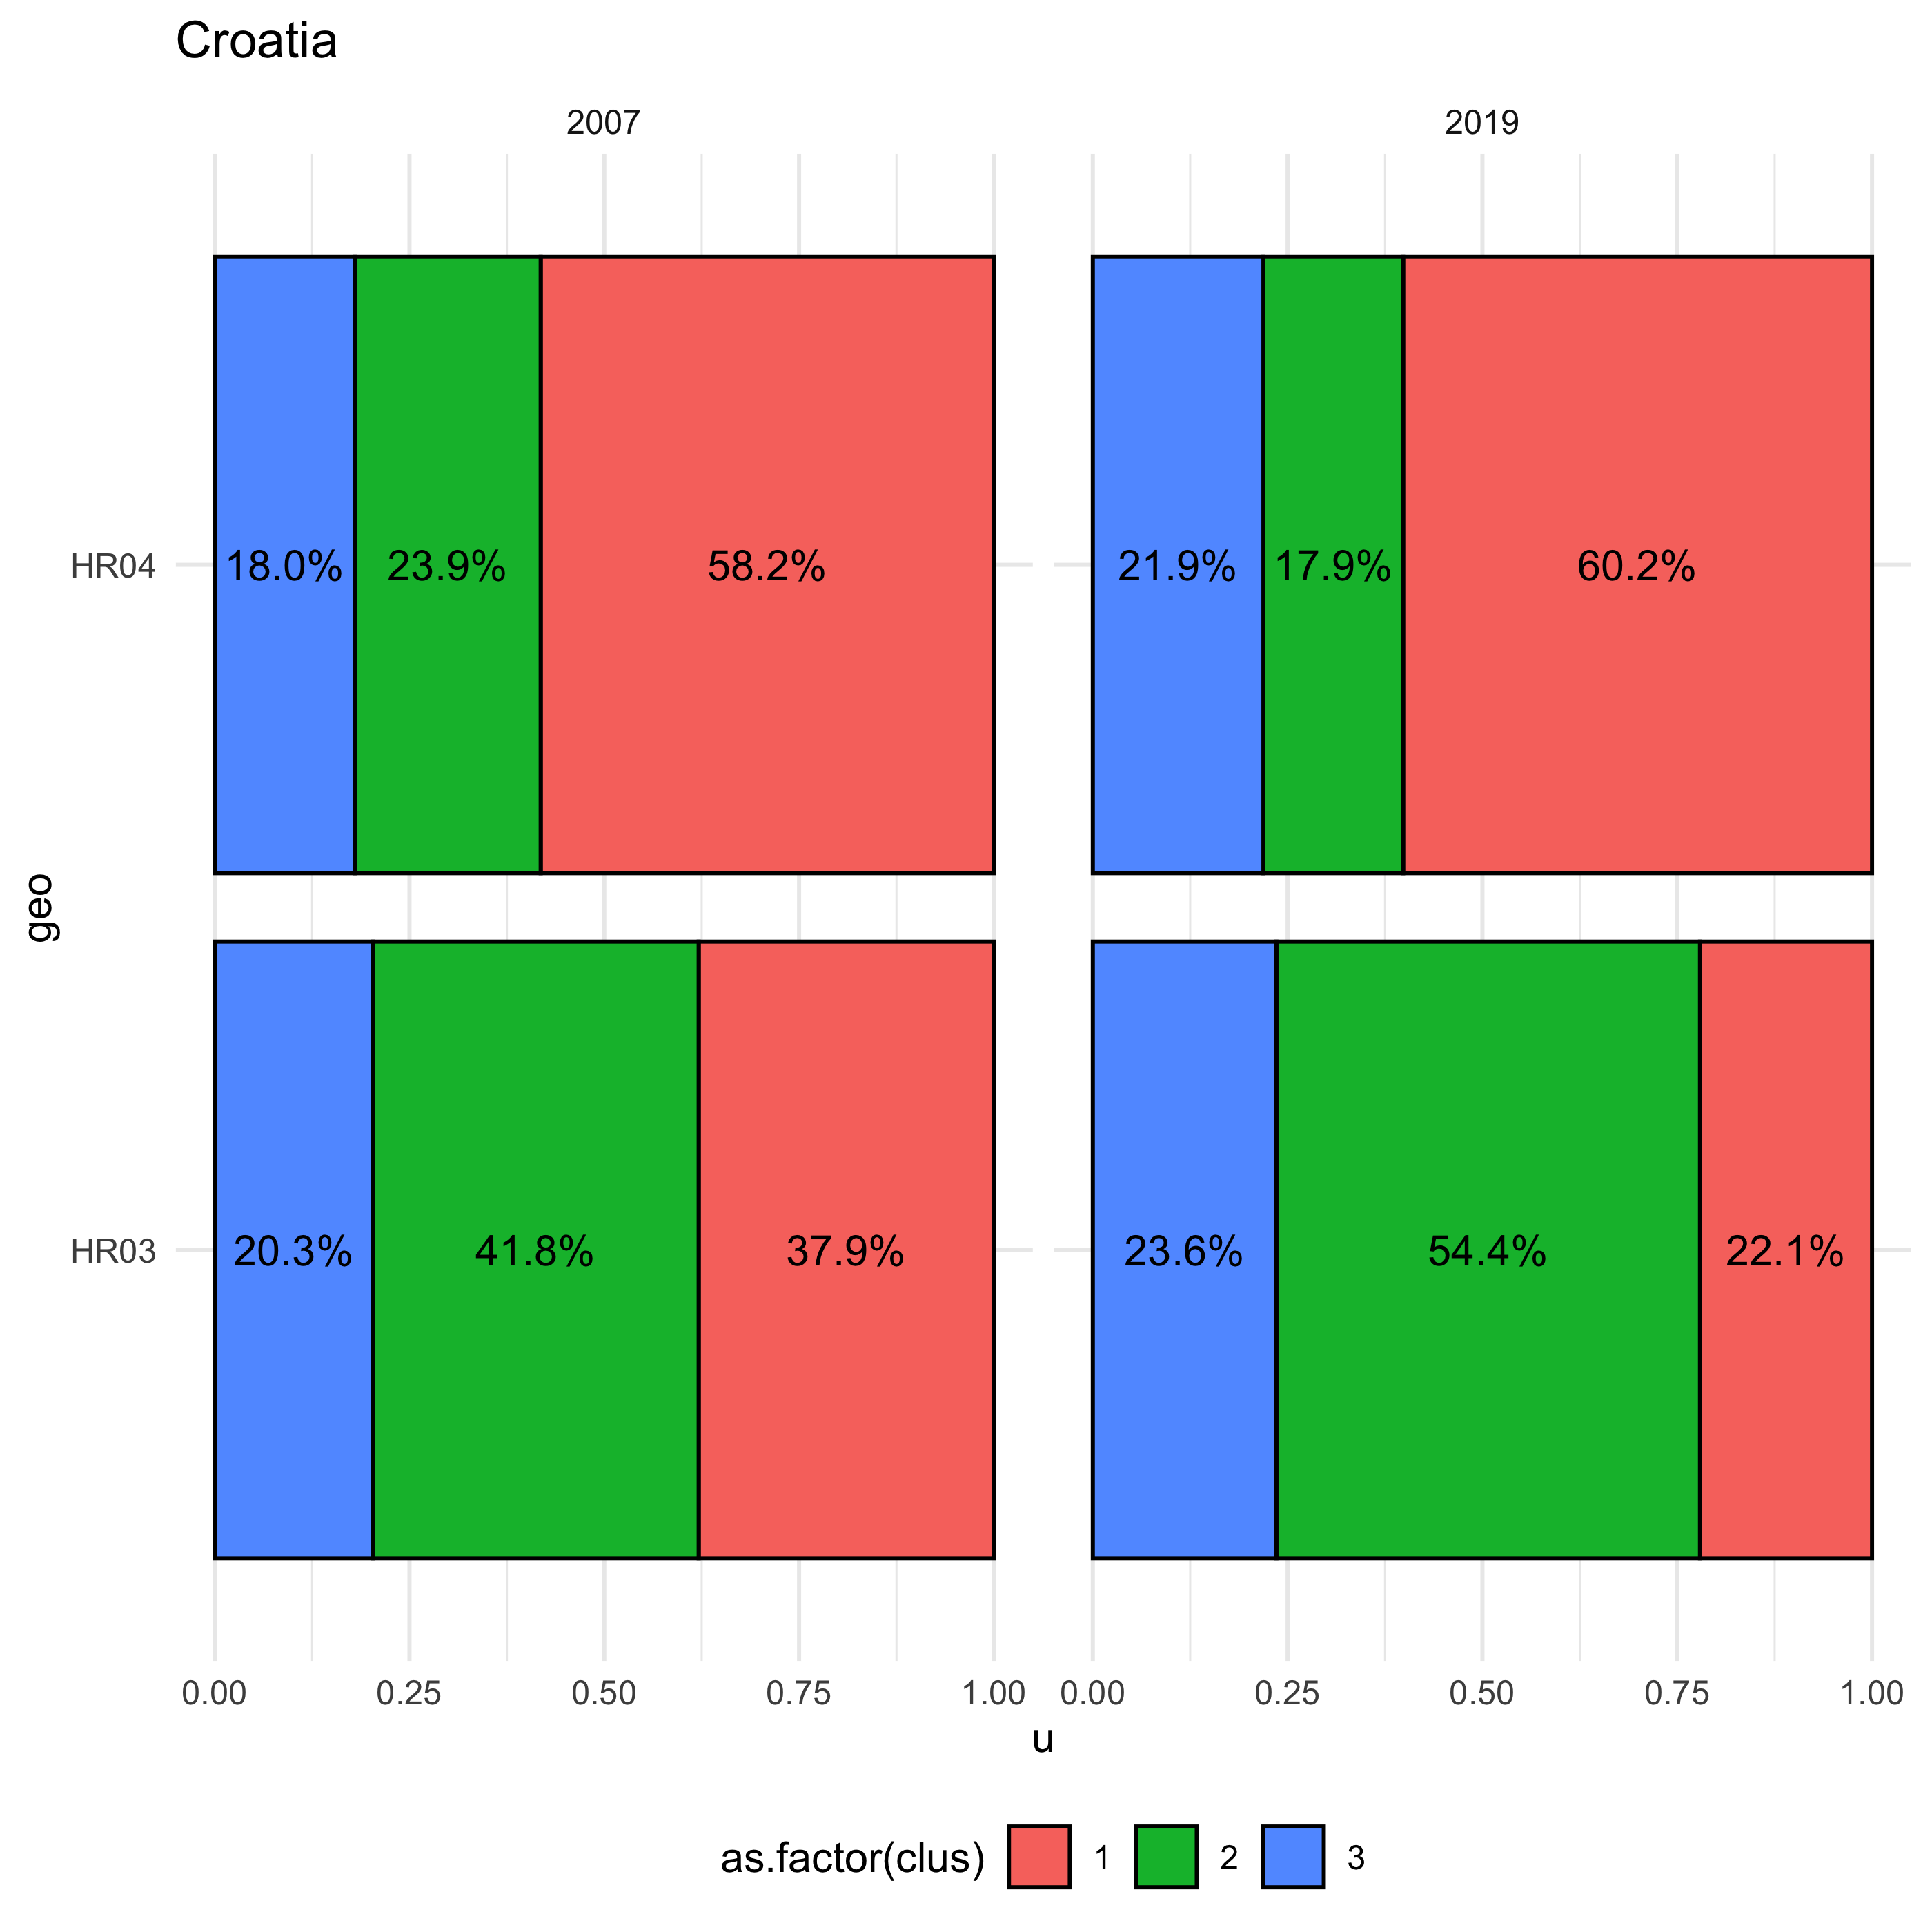 Croatia
2007 2019
HR04 18.0% 23.9% 58.2% 21.9% 17.9% 60.2%
geo
HR03 20.3% 41.8% 37.9% 23.6% 54.4% 22.1%
0.00 0.25 0.50 0.75 1.00 0.00 0.25 0.50 0.75 1.00
u
as.factor(clus) 1 2 3